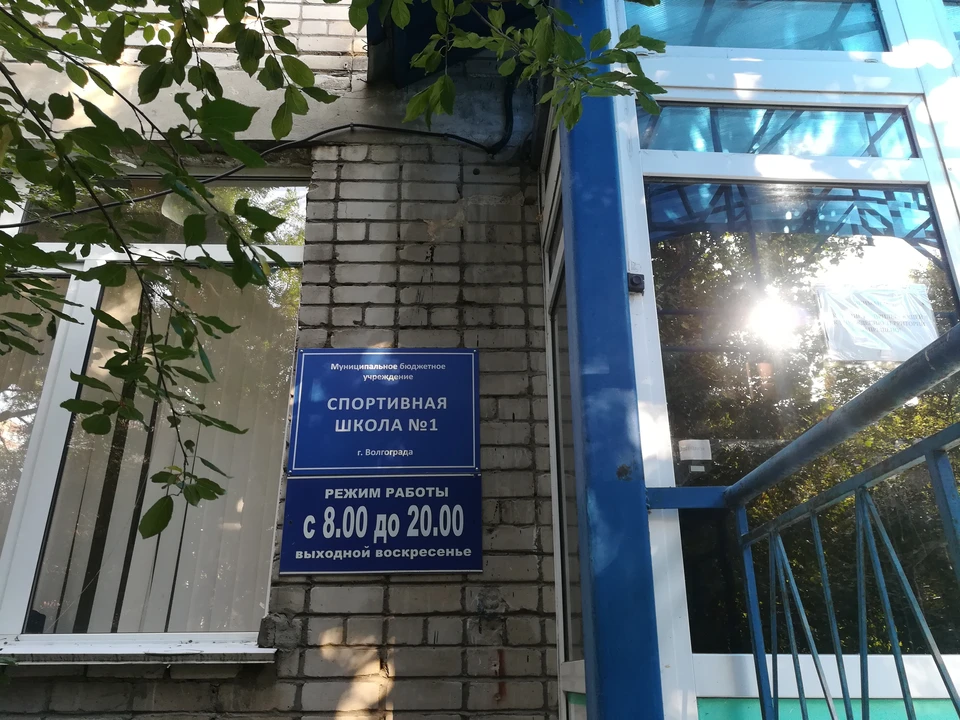 Муниципальное бюджетное
учреждение
СПОРТИВНАЯ
ШКОЛА №1
г. Волгограда
РЕЖИМ РАБОТЫ
с 8.00 до 20.00
выходной воскресенье